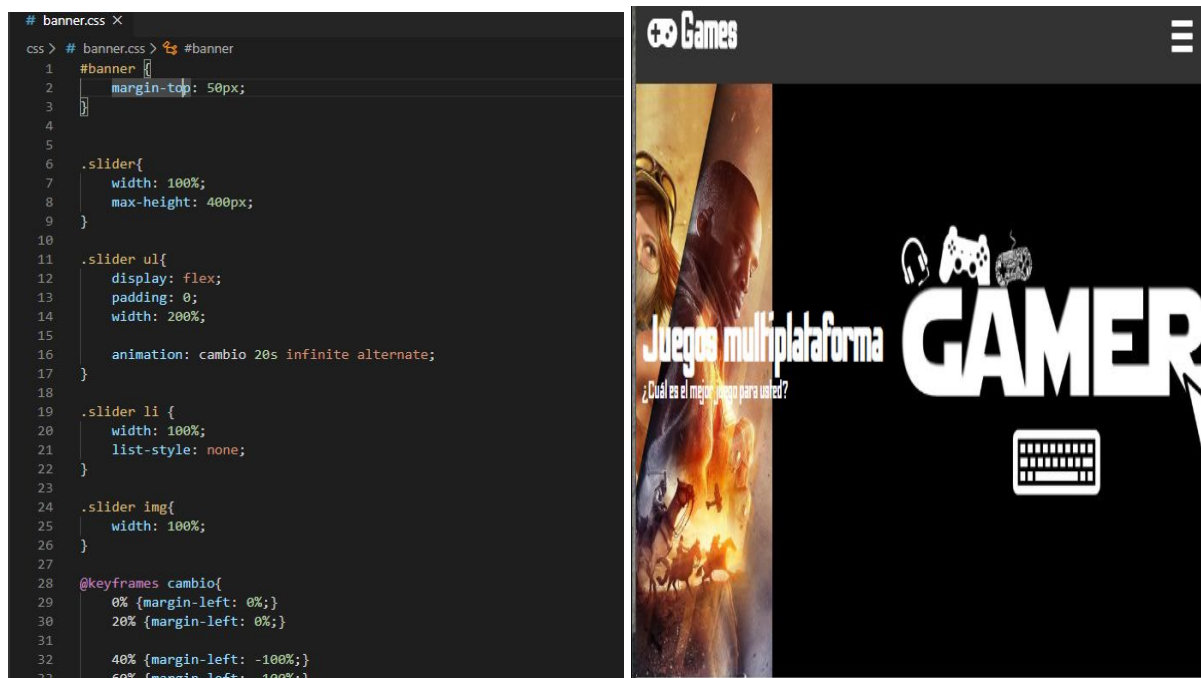 # banner.css ×
css > # banner.css > #banner
1 #banner {
2 margin-top: 50px;
3 }
4
5
6 .slider{
7 width: 100%;
8 max-height: 400px;
9 }
10
11 .slider ul{
12 display: flex;
13 padding: 0;
14 width: 200%;
15
16 animation: cambio 20s infinite alternate;
17 }
18
19 .slider li {
20 width: 100%;
21 list-style: none;
22 }
23
24 .slider img{
25 width: 100%;
26 }
27
28 @keyframes cambio{
29 0% {margin-left: 0%;}
30 20% {margin-left: 0%;}
31
32 40% {margin-left: -100%;}
33 60% {margin-left: -100%;}
Games
GAMER
Juegos multiplataforma
¿Cuál es el mejor juego para usted?